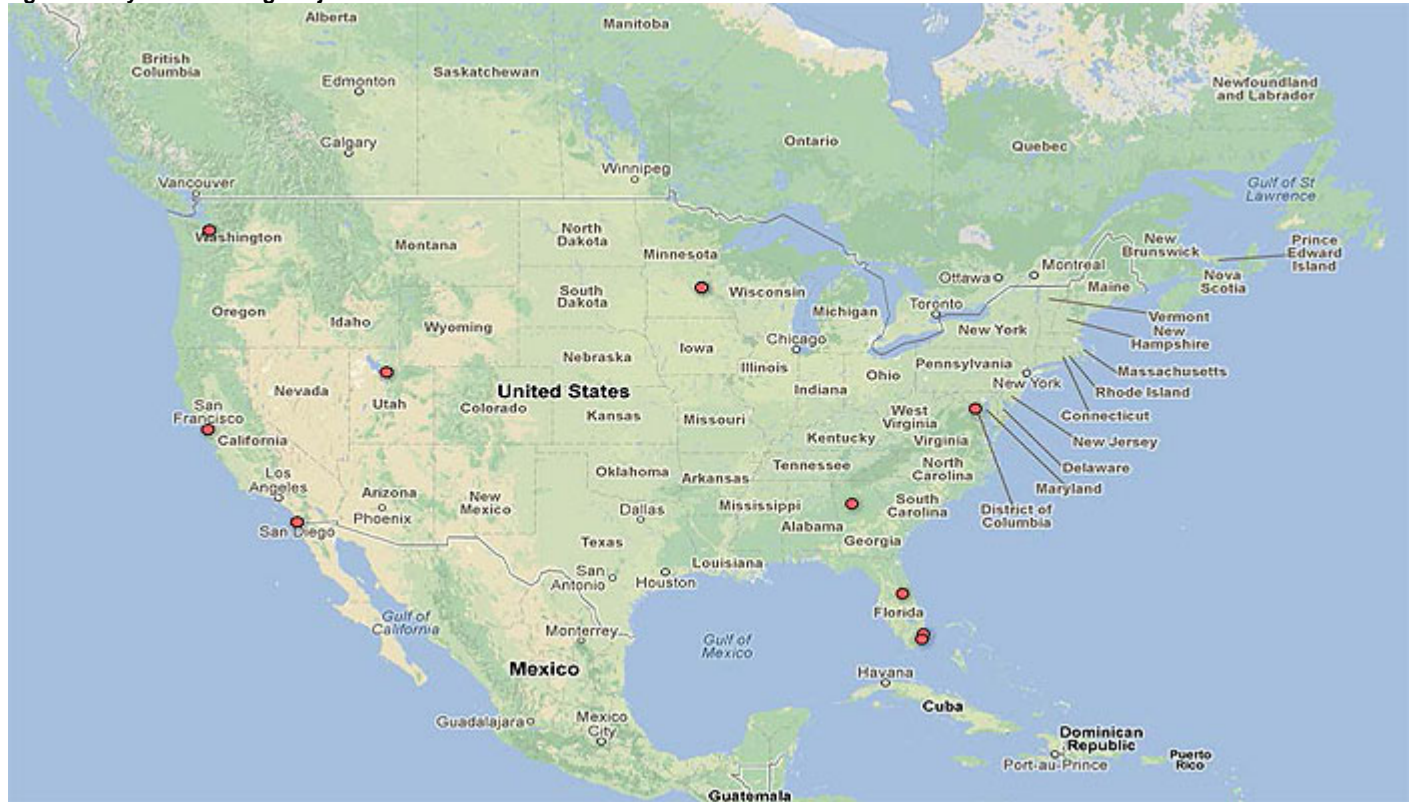 Alberta
Manitoba
British
Columbia
Edmonton
Saskatchewan
Newfoundland
and Labrador
Calgary
Ontario
Quebec
Winnipeg
Vancouver
Gulf of St
Lawrence
Washington
Montana
North
Dakota
Minnesota
New
Brunswick
Prince
Edward
Island
Ottawa
Montreal
Maine
Nova
Scotia
Oregon
Idaho
Wyoming
South
Dakota
Wisconsin
Michigan
Toronto
New York
Vermont
New
Hampshire
Nebraska
Iowa
Chicago
Illinois
Indiana
Ohio
Pennsylvania
New York
Massachusetts
Rhode Island
Connecticut
New Jersey
Delaware
Maryland
District of
Columbia
Nevada
Utah
Colorado
United States
Kansas
Missouri
Kentucky
West
Virginia
Virginia
San
Francisco
California
Los
Angeles
San Diego
Arizona
Phoenix
New
Mexico
Oklahoma
Arkansas
Tennessee
North
Carolina
Dallas
Mississippi
Alabama
South
Carolina
Georgia
Texas
San
Antonio
Houston
Louisiana
Florida
Gulf of
California
Monterrey
Gulf of
Mexico
Mexico
Havana
Cuba
Guadalajara
Mexico
City
Dominican
Republic
Port-au-Prince
Puerto
Rico
Guatemala